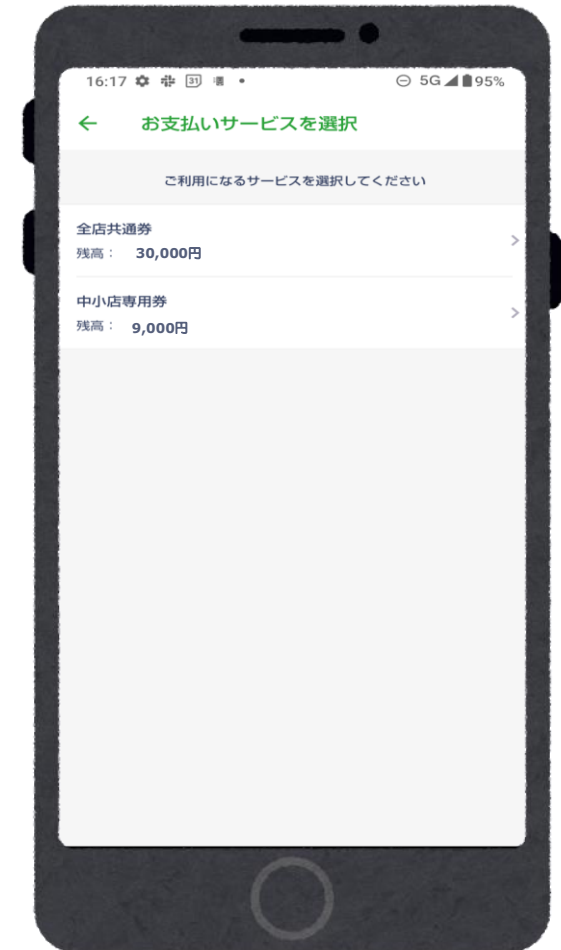 16:17 31 5G 95%
お支払いサービスを選択
ご利用になるサービスを選択してください
全店共通券
残高： 30,000円
中小店専用券
残高： 9,000円